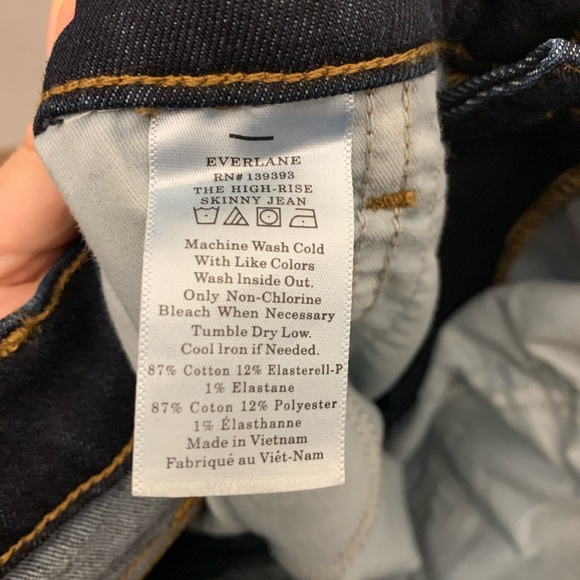 EVERLANE
RN# 139393
THE HIGH-RISE
SKINNY JEAN
Machine Wash Cold
With Like Colors
Wash Inside Out.
Only Non-Chlorine
Bleach When Necessary
Tumble Dry Low.
Cool Iron if Needed.
87% Cotton 12% Elasterell-P
1% Elastane
87% Coton 12% Polyester
1% Élasthanne
Made in Vietnam
Fabriqué au Viét-Nam